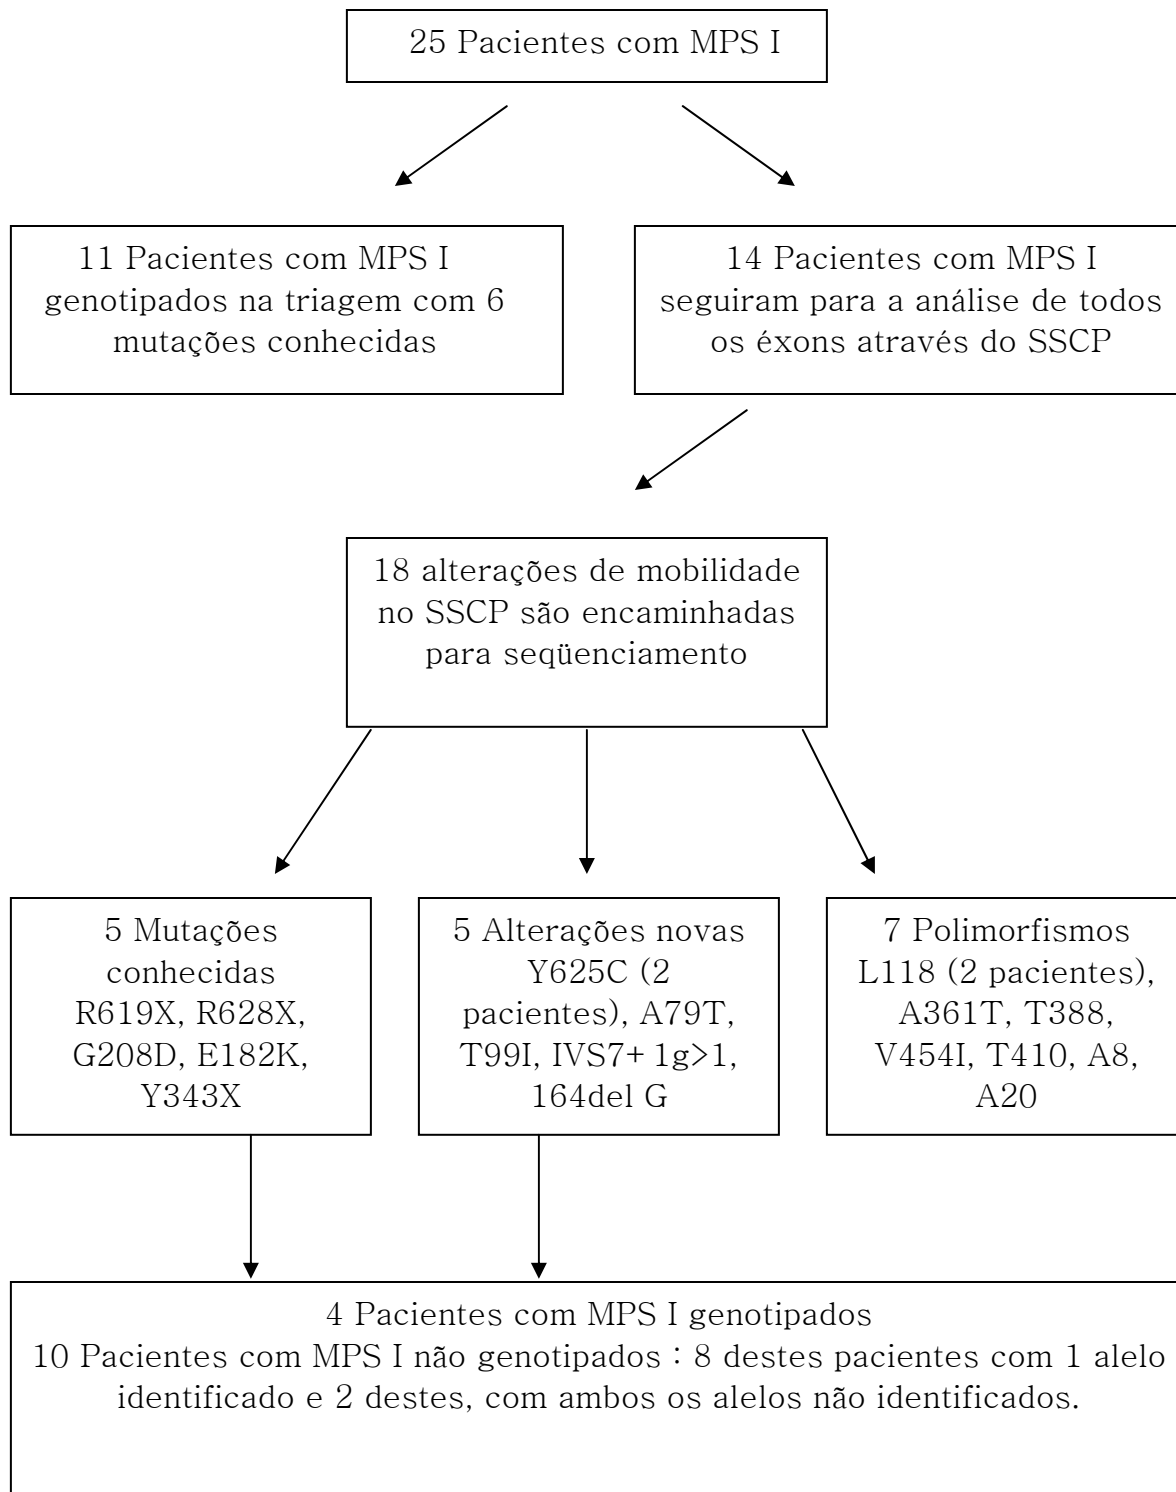 25 Pacientes com MPS I
11 Pacientes com MPS I
genotipados na triagem com 6
mutações conhecidas
14 Pacientes com MPS I
seguiram para a análise de todos
os éxons através do SSCP
18 alterações de mobilidade
no SSCP são encaminhadas
para seqüenciamento
5 Mutações
conhecidas
R619X, R628X,
G208D, E182K,
Y343X
5 Alterações novas
Y625C (2
pacientes), A79T,
T99I, IVS7+ 1g>1,
164del G
7 Polimorfismos
L118 (2 pacientes),
A361T, T388,
V454I, T410, A8,
A20
4 Pacientes com MPS I genotipados
10 Pacientes com MPS I não genotipados : 8 destes pacientes com 1 alelo
identificado e 2 destes, com ambos os alelos não identificados.